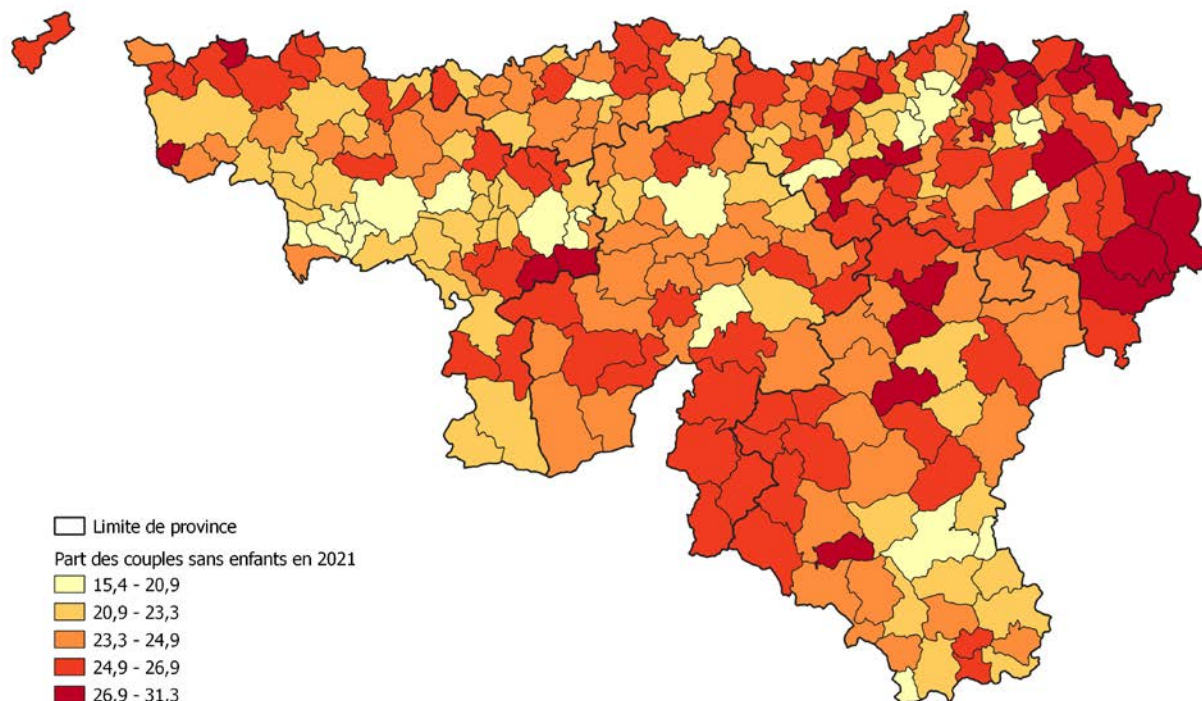 Limite de province
Part des couples sans enfants en 2021
15,4 - 20,9
20,9 - 23,3
23,3 - 24,9
24,9 - 26,9
26,9 - 31,3